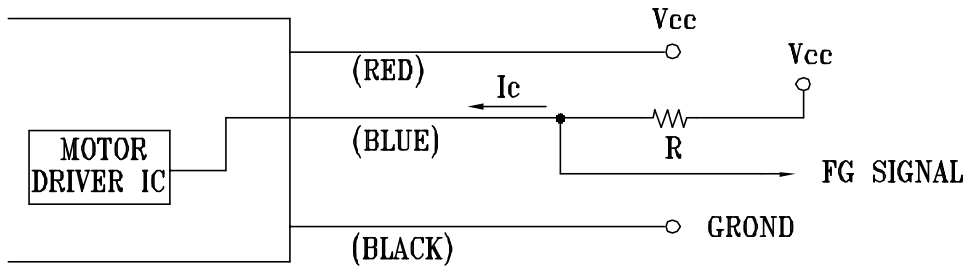 Vcc
(RED)
Vcc
Ic
(BLUE)
R
MOTOR
DRIVER IC
FG SIGNAL
(BLACK)
GROND